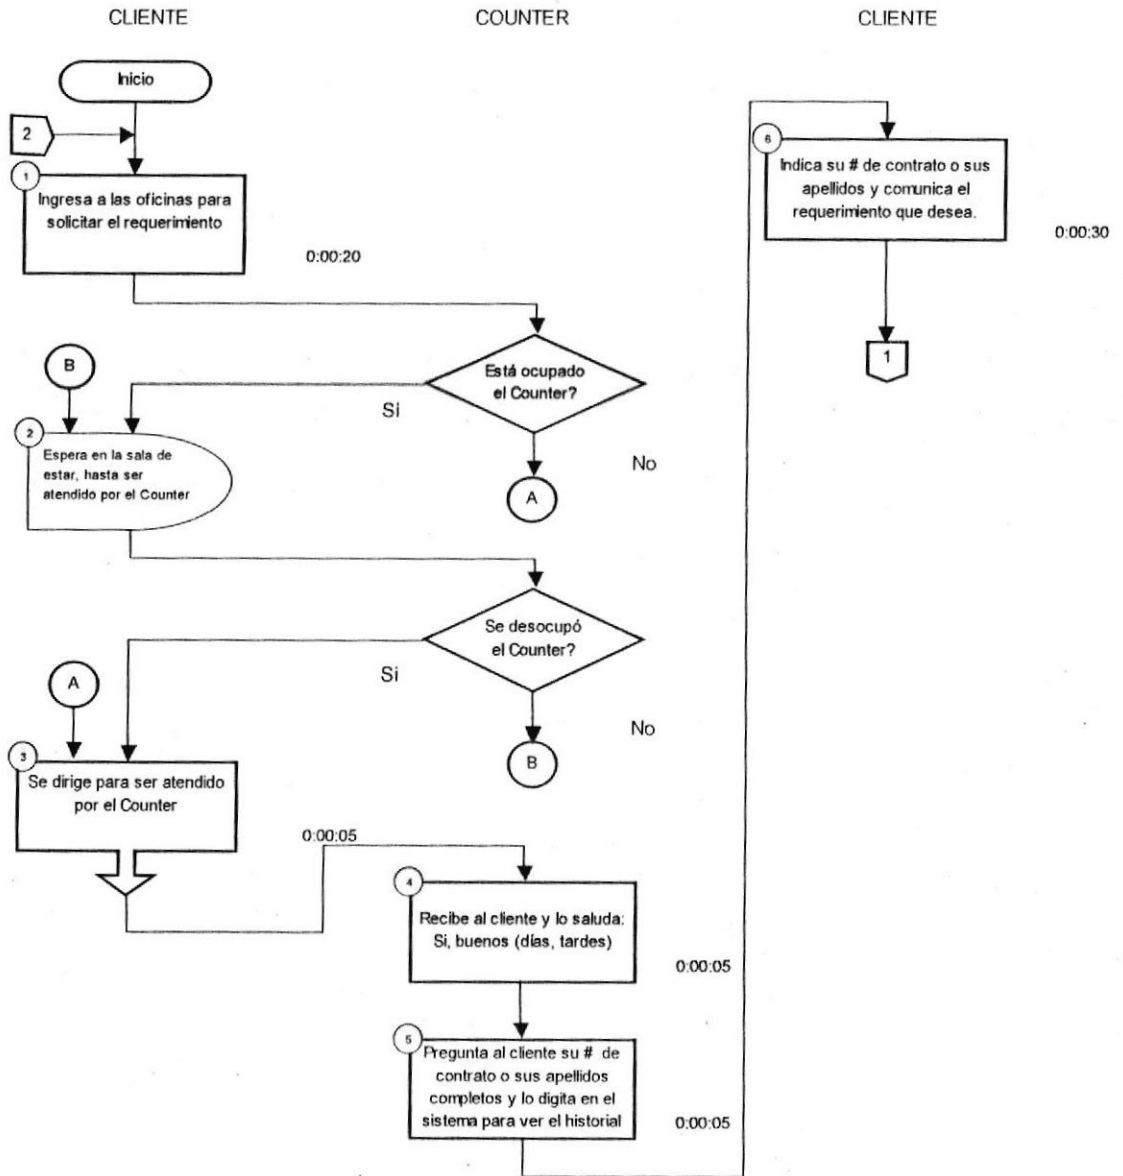 CLIENTE
COUNTER
CLIENTE
Inicio
2
1
Ingresa a las oficinas para
solicitar el requerimiento
0:00:20
6
Indica su # de contrato o sus
apellidos y comunica el
requerimiento que desea.
0:00:30
1
B
Está ocupado
el Counter?
Si
No
A
2
Espera en la sala de
estar, hasta ser
atendido por el Counter
Se desocupó
el Counter?
Si
No
B
A
3
Se dirige para ser atendido
por el Counter
0:00:05
4
Recibe al cliente y lo saluda:
Si, buenos (días, tardes)
0:00:05
5
Pregunta al cliente su # de
contrato o sus apellidos
completos y lo digita en el
sistema para ver el historial
0:00:05